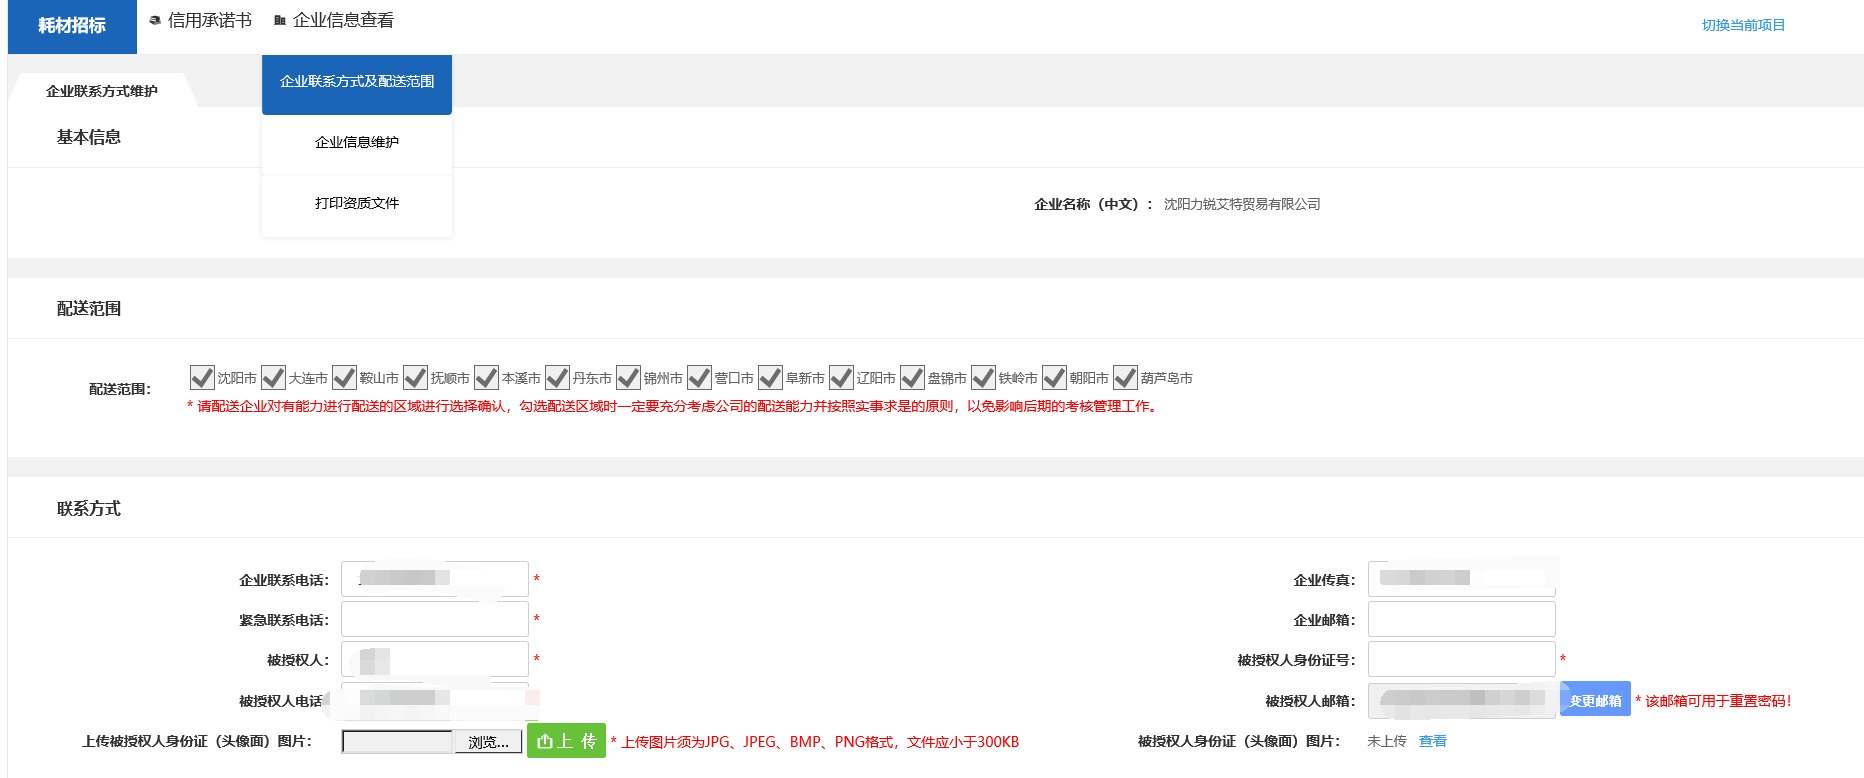 耗材招标 信用承诺书 企业信息查看 切换当前项目
企业联系方式维护
企业联系方式及配送范围
企业信息维护
打印资质文件
基本信息
企业名称（中文）： 沈阳力锐艾特贸易有限公司
配送范围
配送范围： 沈阳市 大连市 鞍山市 抚顺市 本溪市 丹东市 锦州市 营口市 阜新市 辽阳市 盘锦市 铁岭市 朝阳市 葫芦岛市
* 请配送企业对有能力进行配送的区域进行选择确认，勾选配送区域时一定要充分考虑公司的配送能力并按照实事求是的原则，以免影响后期的考核管理工作。
联系方式
企业联系电话： * 企业传真：
紧急联系电话： * 企业邮箱：
被授权人： * 被授权人身份证号： *
被授权人电话 被授权人邮箱： 变更邮箱 * 该邮箱可用于重置密码!
上传被授权人身份证（头像面）图片： 浏览... 上 传 * 上传图片须为JPG、JPEG、BMP、PNG格式，文件应小于300KB 被授权人身份证（头像面）图片： 未上传 查看